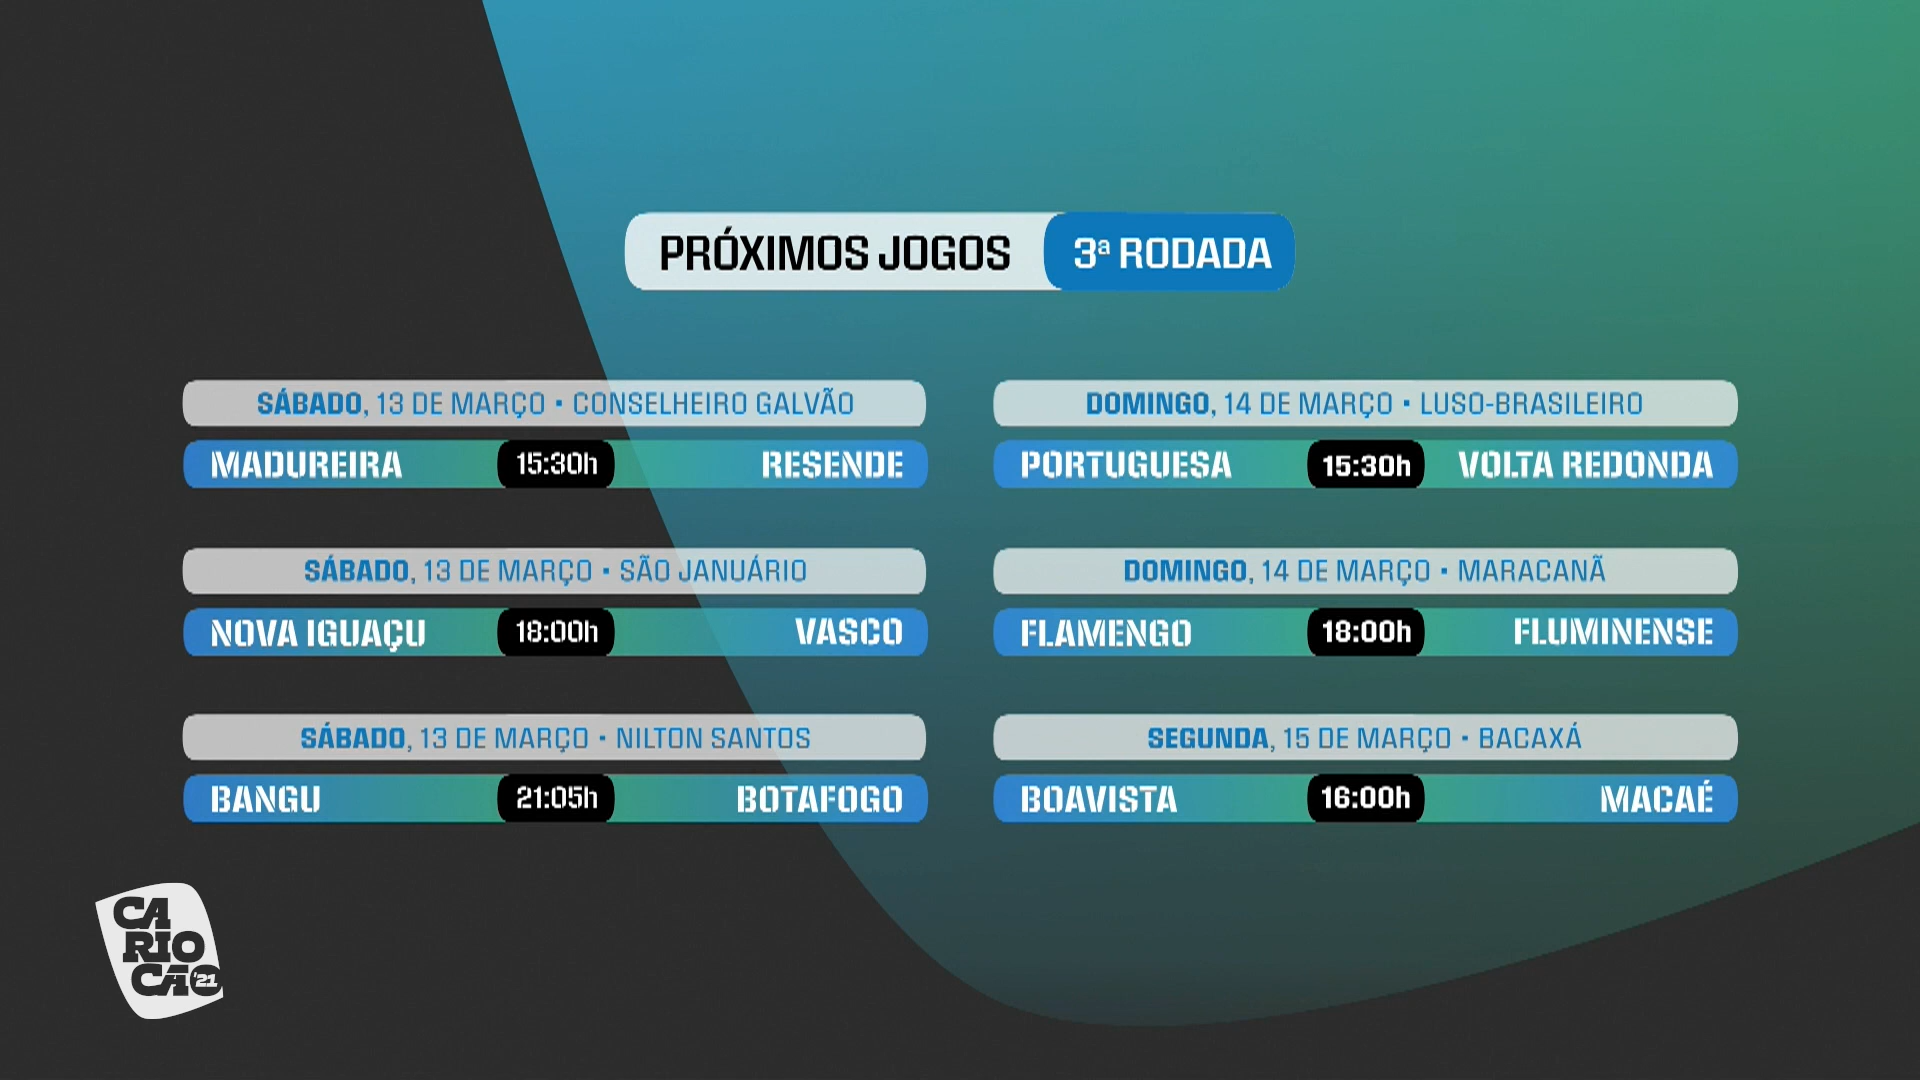 PRÓXIMOS JOGOS 3ª RODADA
SÁBADO, 13 DE MARÇO • CONSELHEIRO GALVÃO
MADUREIRA 15:30h RESENDE
SÁBADO, 13 DE MARÇO • SÃO JANUÁRIO
NOVA IGUAÇU 18:00h VASCO
SÁBADO, 13 DE MARÇO • NILTON SANTOS
BANGU 21:05h BOTAFOGO
DOMINGO, 14 DE MARÇO • LUSO-BRASILEIRO
PORTUGUESA 15:30h VOLTA REDONDA
DOMINGO, 14 DE MARÇO • MARACANÃ
FLAMENGO 18:00h FLUMINENSE
SEGUNDA, 15 DE MARÇO • BACAXÁ
BOAVISTA 16:00h MACAÉ
CA
RIO
CÃO '21